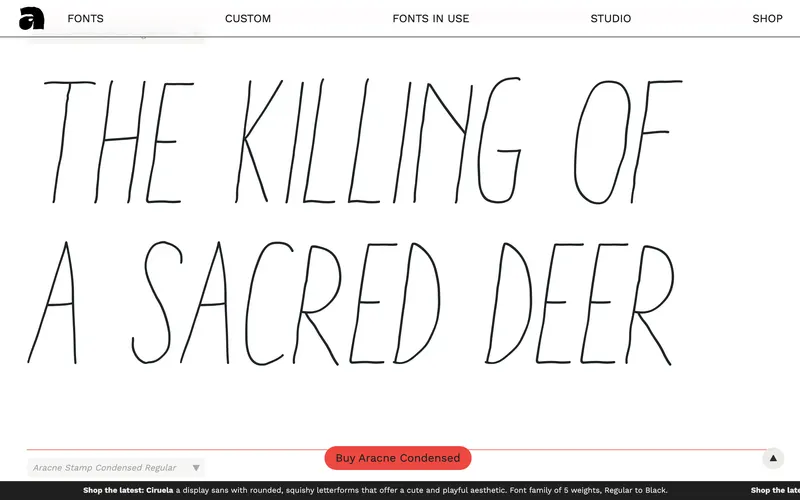 a
FONTS
CUSTOM
FONTS IN USE
STUDIO
SHOP
THE KILLING OF
A SACRED DEER
Buy Aracne Condensed
Aracne Stamp Condensed Regular
Shop the latest: Ciruela a display sans with rounded, squishy letterforms that offer a cute and playful aesthetic. Font family of 5 weights, Regular to Black.
Shop the late